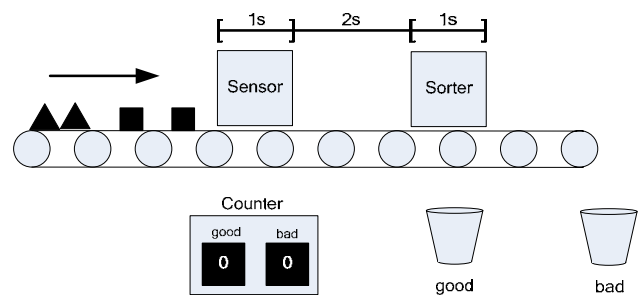 1s 2s 1s
Sensor Sorter
Counter
good bad
0 0
good bad